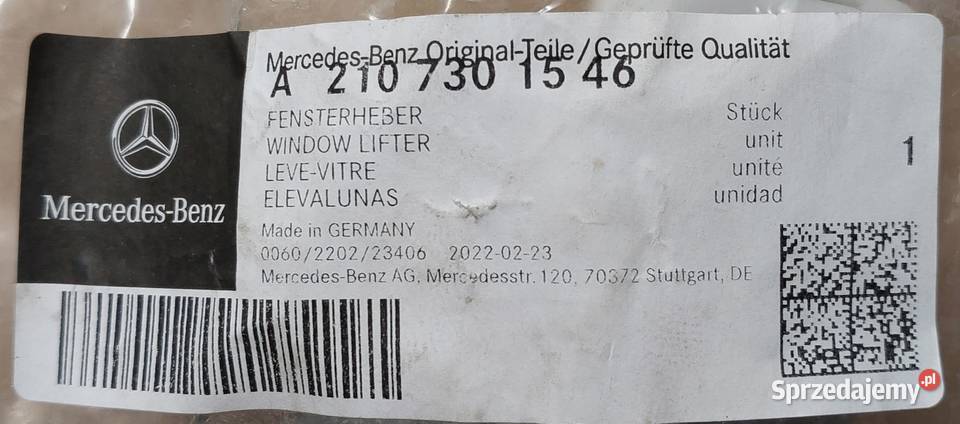 Mercedes-Benz Original-Teile/Geprüfte Qualität
A 210 730 15 46
FENSTERHEBER Stück
WINDOW LIFTER unit
LEVE-VITRE unité
ELEVALUNAS unidad
1
Mercedes-Benz
Made in GERMANY
0060/2202/23406 2022-02-23
Mercedes-Benz AG, Mercedesstr. 120, 70372 Stuttgart, DE
Sprzedajemy.pl